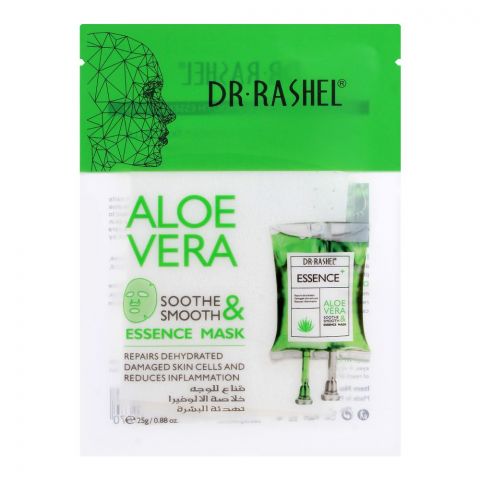 DR·RASHEL®
ALOE
VERA
SOOTHE
SMOOTH &
ESSENCE MASK
REPAIRS DEHYDRATED
DAMAGED SKIN CELLS AND
REDUCES INFLAMMATION
قناع للوجه
خلاصة الالوفيرا
تهدئة البشرة
25g / 0.88 oz.
DR·RASHEL®
ESSENCE+
ALOE
VERA
SOOTHE
SMOOTH &
ESSENCE MASK